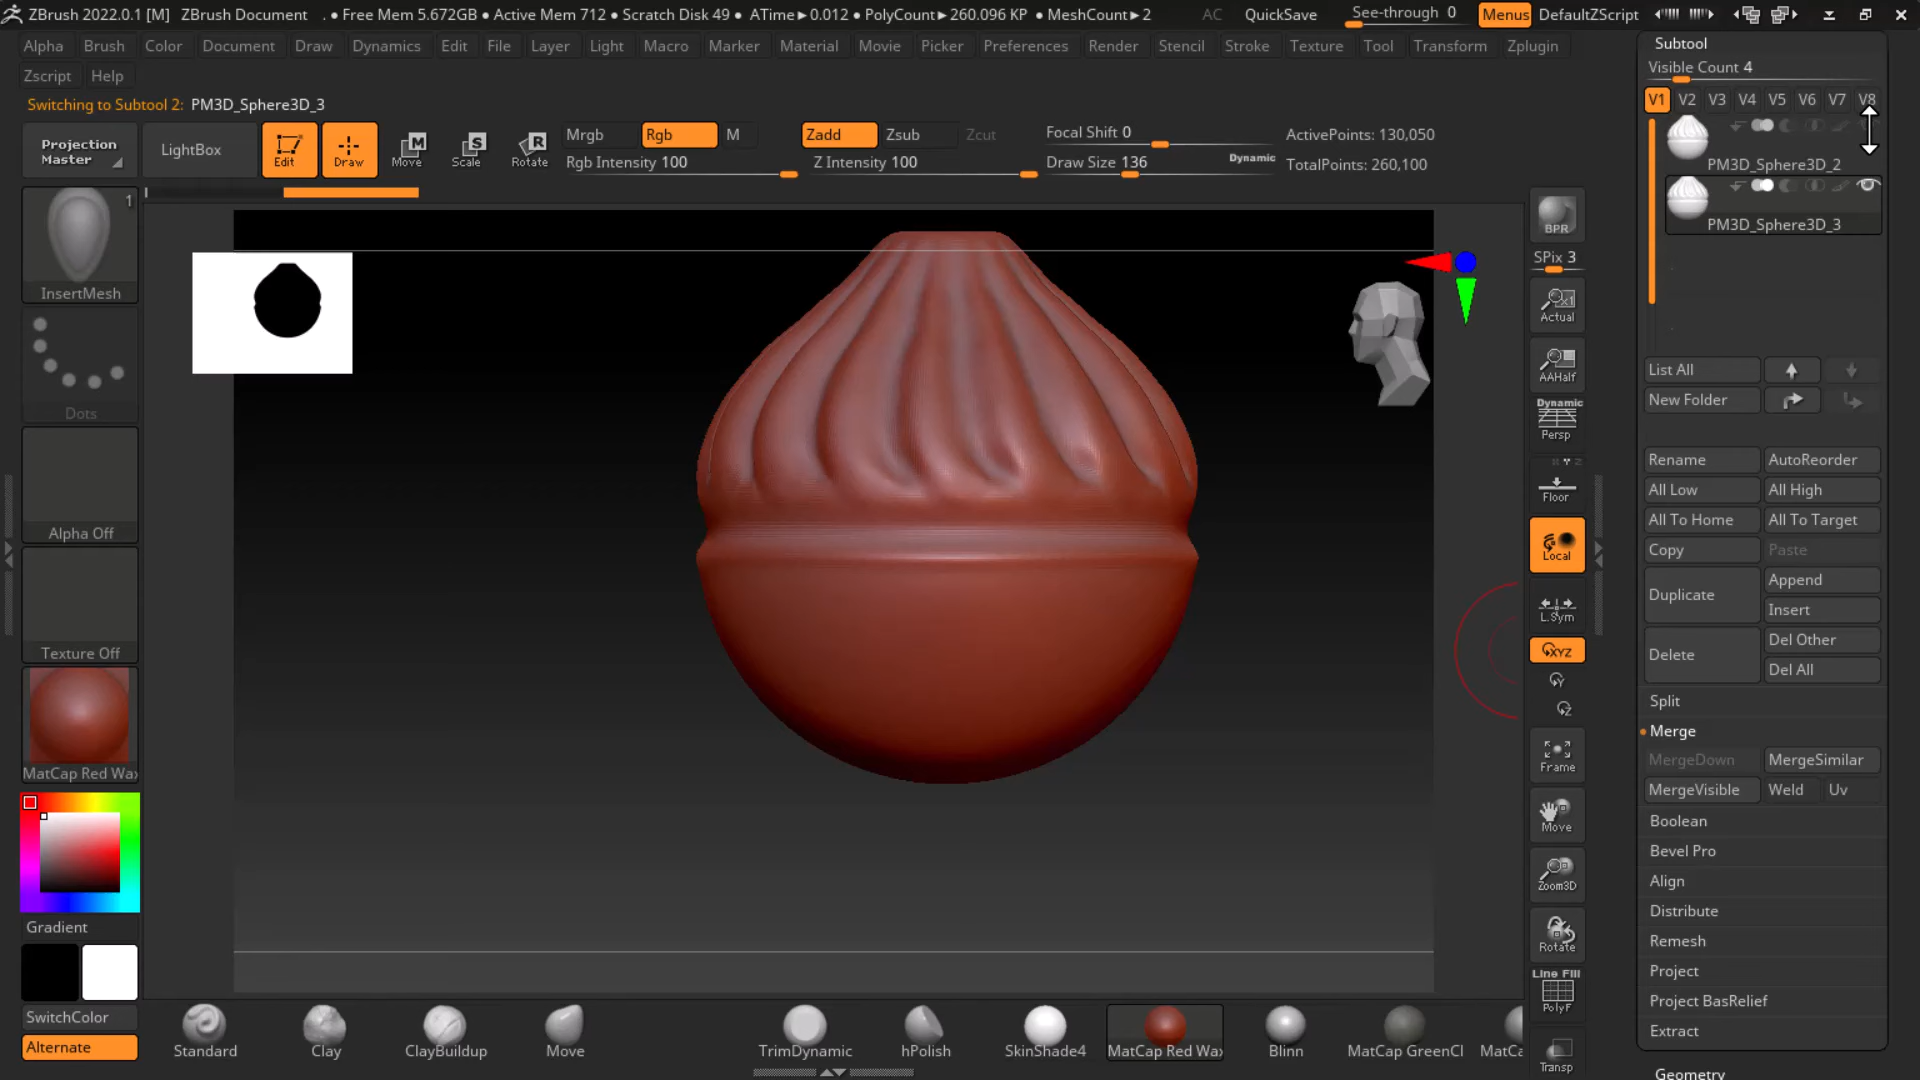 ZBrush 2022.0.1 [M] ZBrush Document . • Free Mem 5.672GB • Active Mem 712 • Scratch Disk 49 • ATime►0.012 • PolyCount►260.096 KP • MeshCount►2 AC QuickSave See-through 0 Menus DefaultZScript
Alpha Brush Color Document Draw Dynamics Edit File Layer Light Macro Marker Material Movie Picker Preferences Render Stencil Stroke Texture Tool Transform Zplugin
Zscript Help
Switching to Subtool 2: PM3D_Sphere3D_3
Projection Master
LightBox
Edit
Draw
Move
Scale
Rotate
Mrgb Rgb M
Rgb Intensity 100
Zadd Zsub Zcut
Z Intensity 100
Focal Shift 0
Draw Size 136 Dynamic
ActivePoints: 130,050
TotalPoints: 260,100
1
InsertMesh
Dots
Alpha Off
Texture Off
MatCap Red Wax
Gradient
SwitchColor
Alternate
BPR
SPix 3
Actual
AAHalf
Dynamic
Persp
Floor
Local
L.Sym
XYZ
Y
Z
Frame
Move
Zoom3D
Rotate
Line Fill
PolyF
Transp
Standard Clay ClayBuildup Move TrimDynamic hPolish SkinShade4 MatCap Red Wax Blinn MatCap GreenCl MatCa
Subtool
Visible Count 4
V1 V2 V3 V4 V5 V6 V7 V8
PM3D_Sphere3D_2
PM3D_Sphere3D_3
List All
New Folder
Rename AutoReorder
All Low All High
All To Home All To Target
Copy Paste
Duplicate Append
Insert
Delete Del Other
Del All
Split
Merge
MergeDown MergeSimilar
MergeVisible Weld Uv
Boolean
Bevel Pro
Align
Distribute
Remesh
Project
Project BasRelief
Extract
Geometry